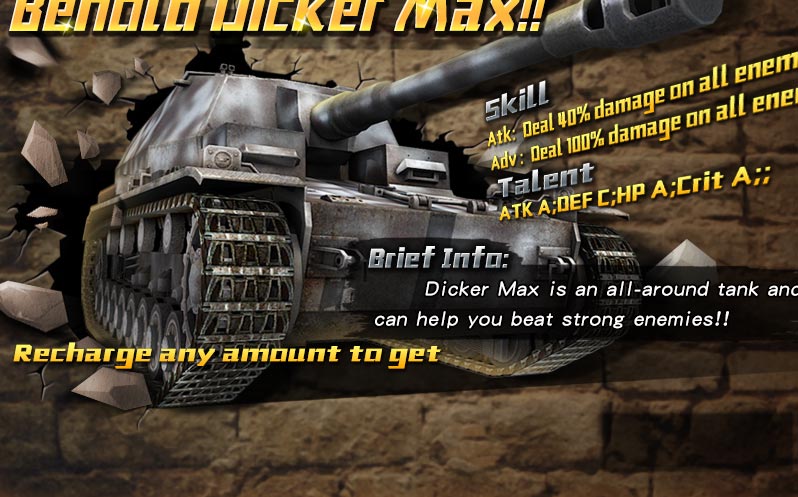 Behold Dicker Max!!
Skill
Atk: Deal 40% damage on all enem
Adv: Deal 100% damage on all ene
Talent
ATK A;DEF C;HP A;Crit A;;
Brief Info:
Dicker Max is an all-around tank and
can help you beat strong enemies!!
Recharge any amount to get